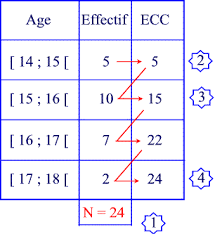 Age Effectif ECC
[ 14 ; 15 [ 5 5 2
[ 15 ; 16 [ 10 15 3
[ 16 ; 17 [ 7 22
[ 17 ; 18 [ 2 24 4
N = 24 1